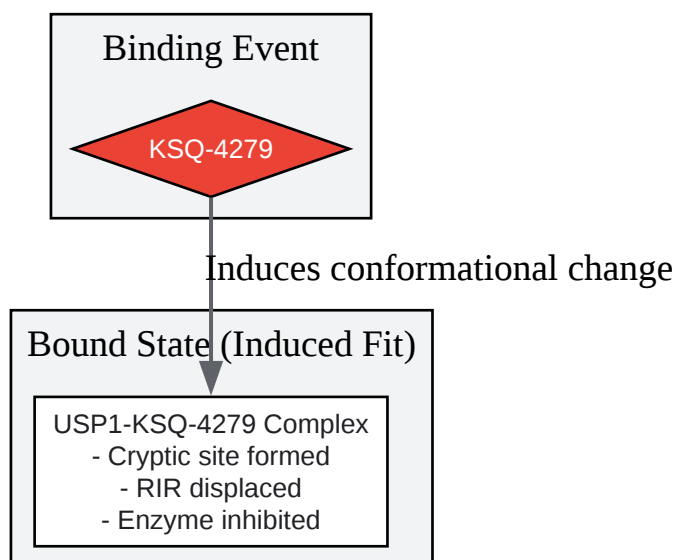 Binding Event
KSQ-4279
Induces conformational change
Bound State (Induced Fit)
USP1-KSQ-4279 Complex
- Cryptic site formed
- RIR displaced
- Enzyme inhibited